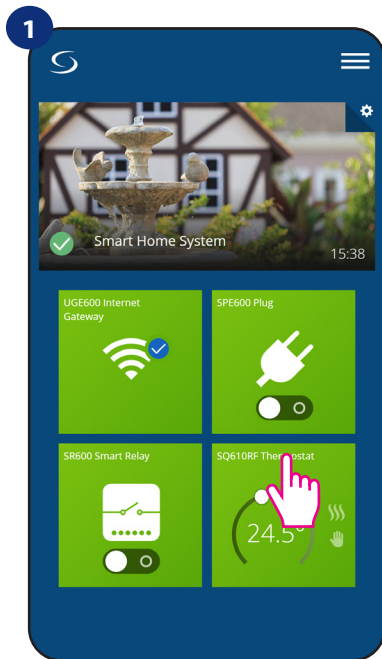 1
Smart Home System
15:38
UGE600 Internet
Gateway
SPE600 Plug
SR600 Smart Relay
SQ610RF Thermostat
24.5°